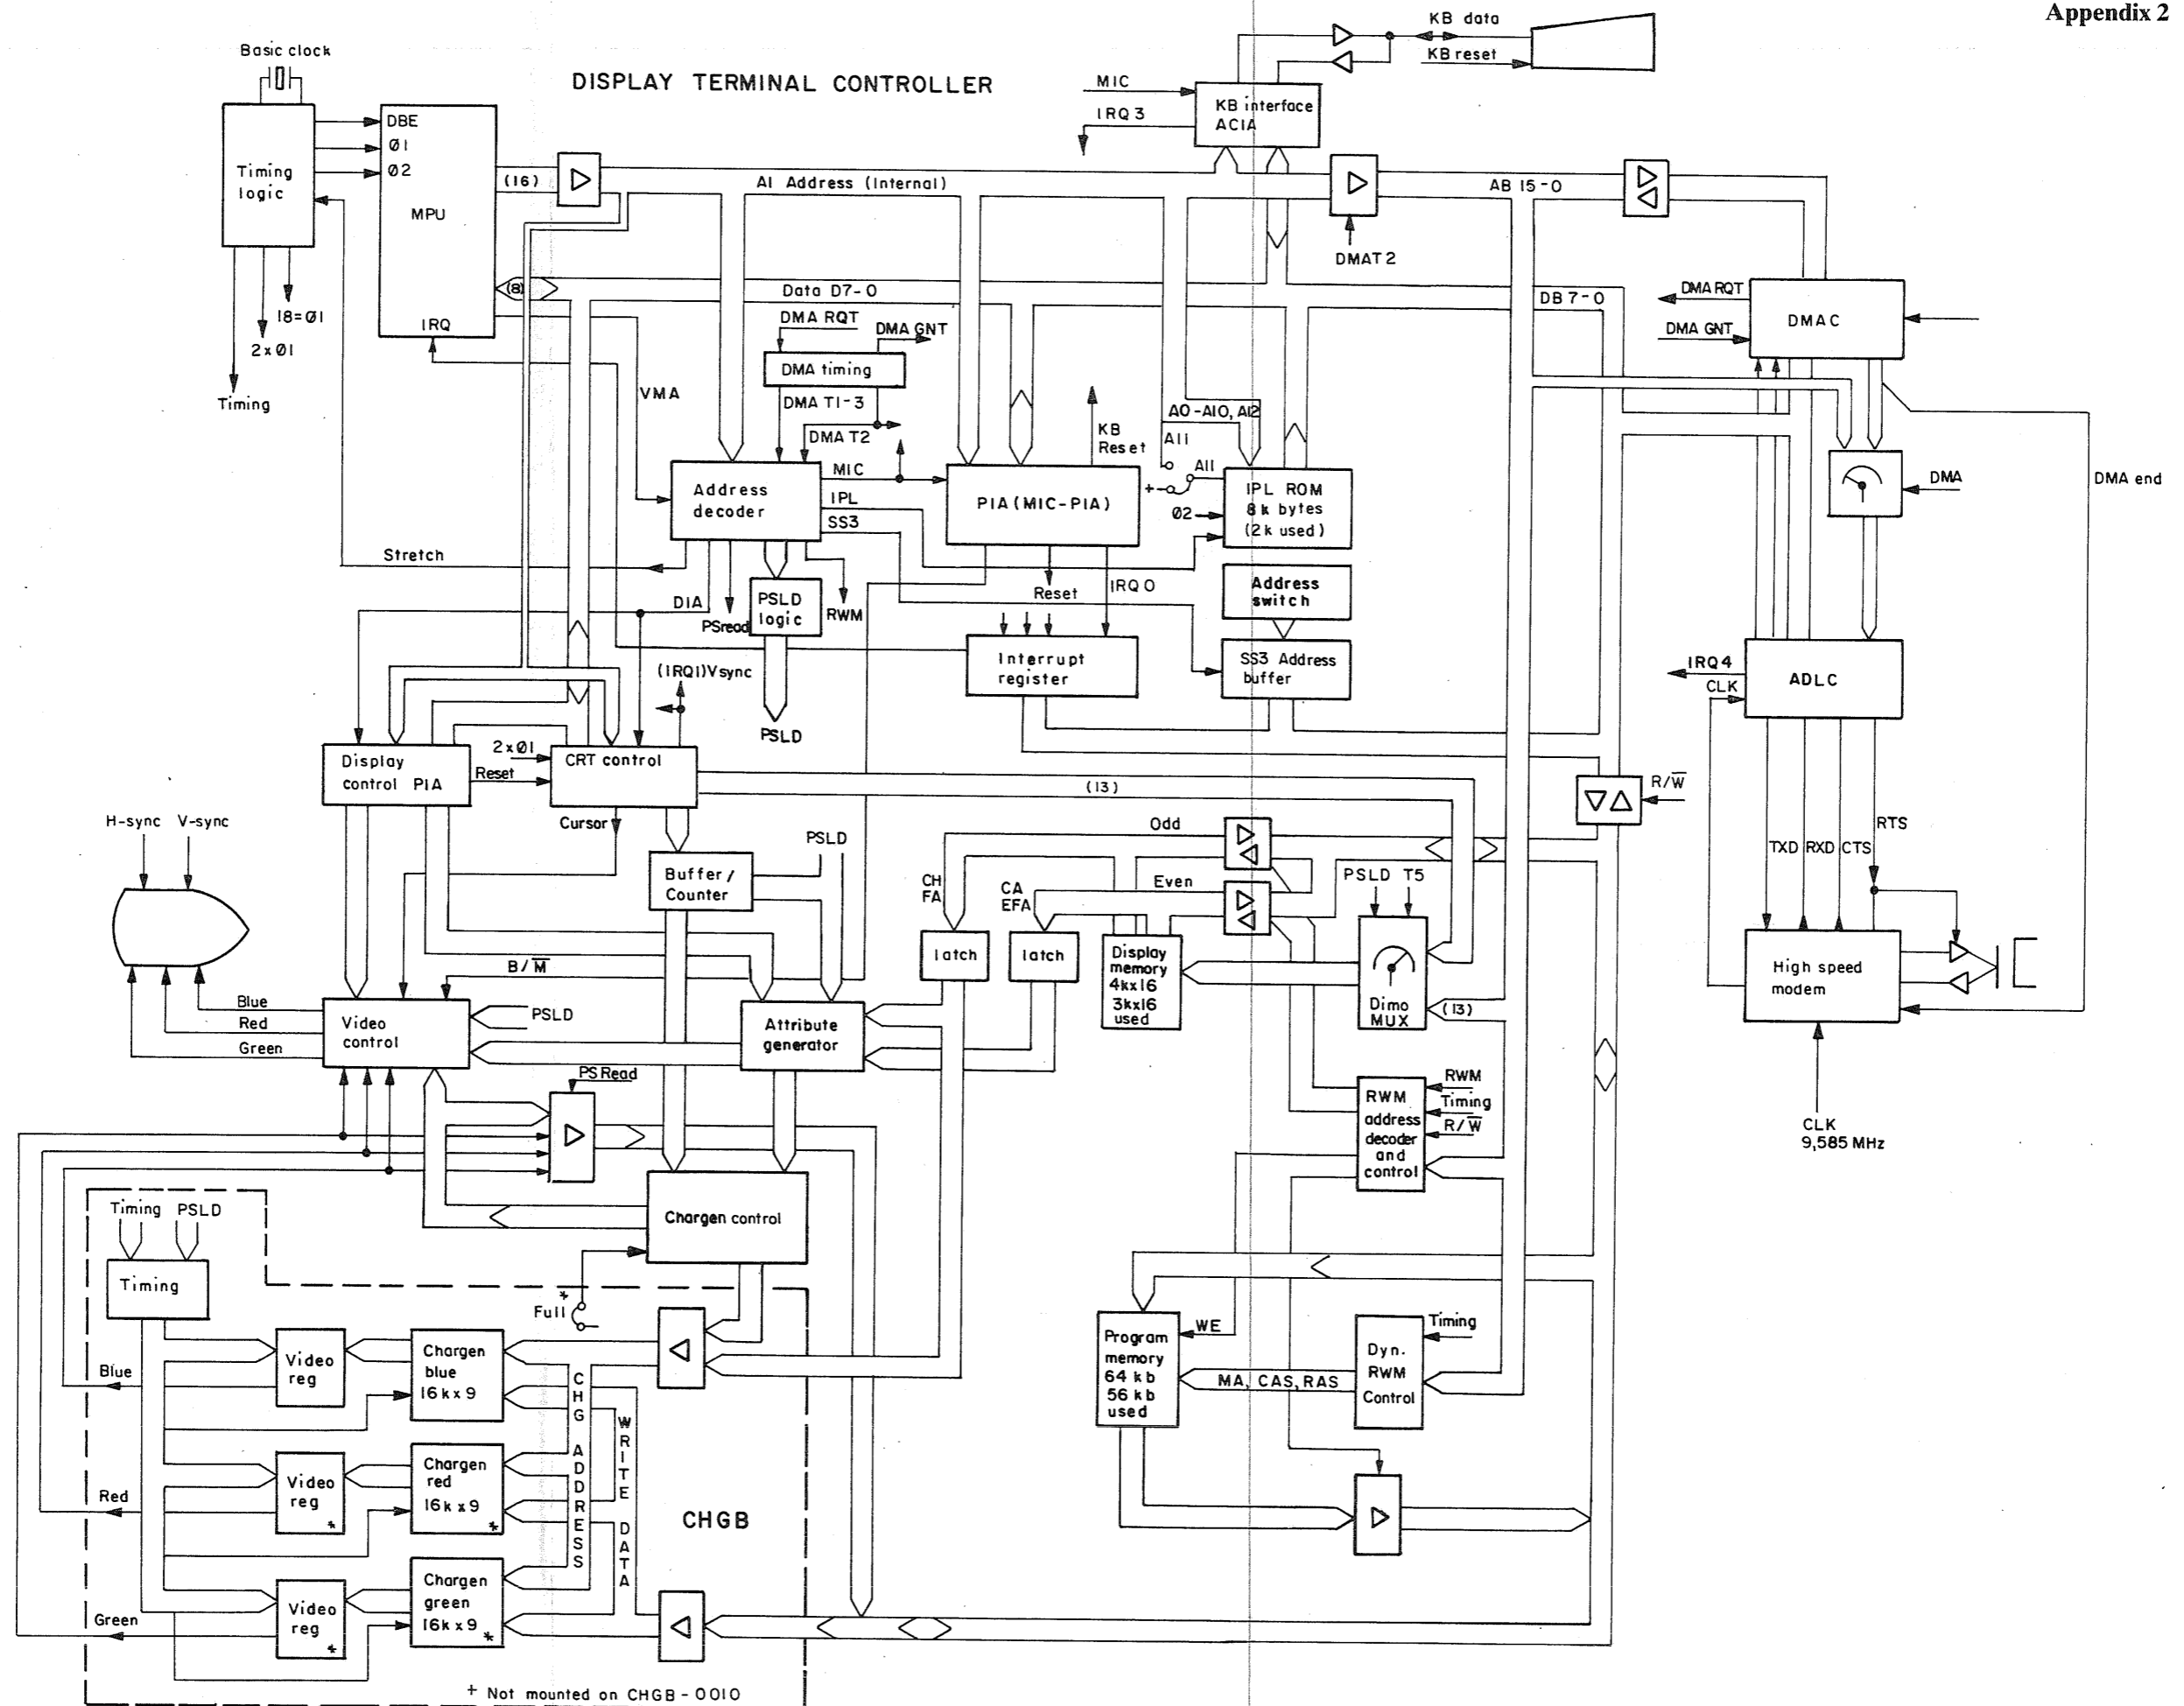 Appendix 2
KB data
Basic clock
KB reset
DISPLAY TERMINAL CONTROLLER
MIC
KB interface
ACIA
IRQ 3
DBE
Ø1
Ø2
Timing
logic
MPU
(16)
A1 Address (Internal)
AB 15-0
DMAT 2
(8)
Data D7-0
DB 7-0
DMA RQT
DMAC
DMA GNT
18=Ø1
2xØ1
Timing
IRQ
DMA RQT
DMA GNT
DMA timing
VMA
DMA T1-3
DMA T2
KB
Reset
A0-A10, A12
A11
A11
MIC
IPL
SS3
Address
decoder
PIA (MIC-PIA)
+
Ø2
IPL ROM
8k bytes
(2k used)
DMA
DMA end
Stretch
DIA
PSread
PSLD
logic
RWM
Reset
IRQ 0
Address
switch
(IRQ1) Vsync
PSLD
Interrupt
register
SS3 Address
buffer
IRQ4
CLK
ADLC
Display
control PIA
2xØ1
Reset
CRT control
(13)
R/W̅
Cursor
H-sync
V-sync
PSLD
Odd
RTS
TXD
RXD
CTS
Buffer/
Counter
CH
FA
CA
EFA
Even
PSLD
T5
latch
latch
Display
memory
4kx16
3kx16
used
Dimo
MUX
(13)
High speed
modem
B/M̅
Blue
Red
Green
Video
control
PSLD
Attribute
generator
PS Read
RWM
address
decoder
and
control
RWM
Timing
R/W̅
CLK
9,585 MHz
Timing
PSLD
Chargen control
Timing
*
Full
Program
memory
64 kb
56 kb
used
WE
MA, CAS, RAS
Dyn.
RWM
Control
Timing
Blue
Video
reg
Chargen
blue
16k x 9
CHG ADDRESS
WRITE DATA
Red
Video
reg
*
Chargen
red
16k x 9
*
CHGB
Green
Video
reg
*
Chargen
green
16k x 9
*
+ Not mounted on CHGB-0010